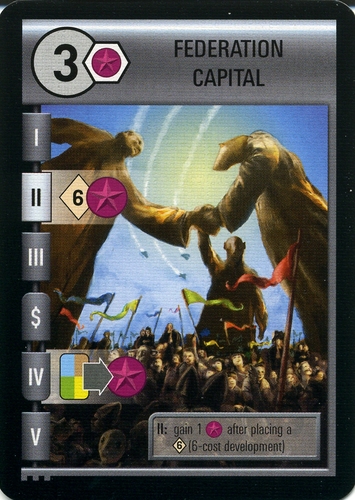 3
FEDERATION
CAPITAL
I
II
6
III
$
IV
V
II: gain 1 after placing a
6 (6-cost development)